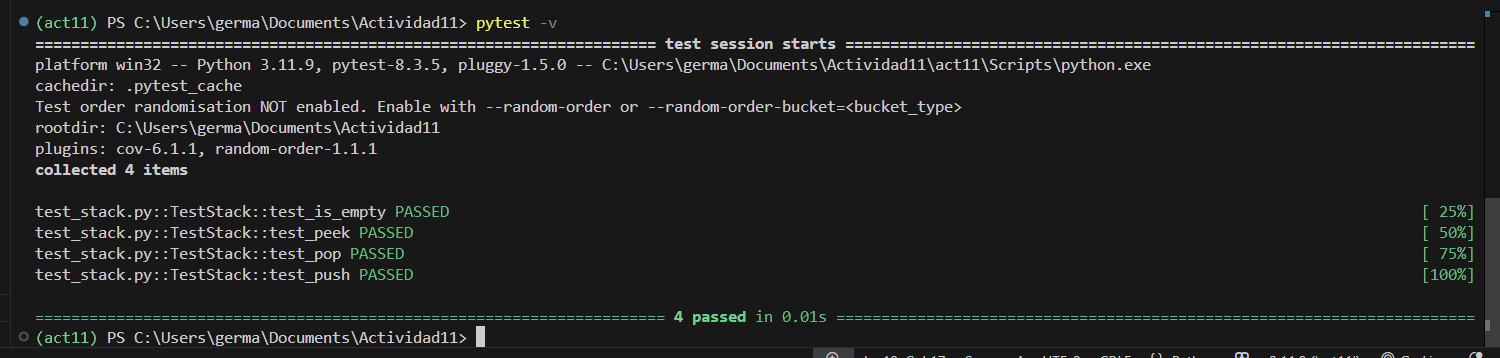 (act11) PS C:\Users\germa\Documents\Actividad11> pytest -v
===================================================================== test session starts ======================================================================
platform win32 -- Python 3.11.9, pytest-8.3.5, pluggy-1.5.0 -- C:\Users\germa\Documents\Actividad11\act11\Scripts\python.exe
cachedir: .pytest_cache
Test order randomisation NOT enabled. Enable with --random-order or --random-order-bucket=<bucket_type>
rootdir: C:\Users\germa\Documents\Actividad11
plugins: cov-6.1.1, random-order-1.1.1
collected 4 items
test_stack.py::TestStack::test_is_empty PASSED [ 25%]
test_stack.py::TestStack::test_peek PASSED [ 50%]
test_stack.py::TestStack::test_pop PASSED [ 75%]
test_stack.py::TestStack::test_push PASSED [100%]
====================================================================== 4 passed in 0.01s =======================================================================
(act11) PS C:\Users\germa\Documents\Actividad11>